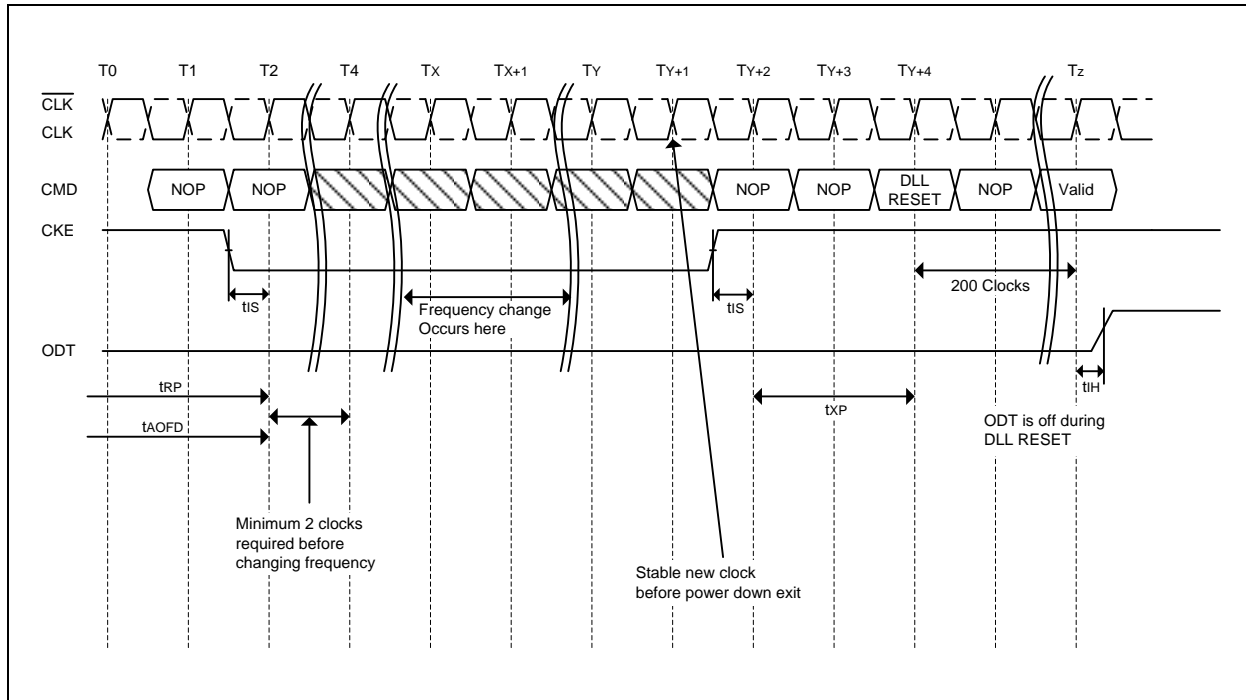 T0 T1 T2 T4 TX TX+1 TY TY+1 TY+2 TY+3 TY+4 Tz
CLK
CLK
CMD NOP NOP NOP NOP DLL RESET NOP Valid
CKE
tIS
Frequency change
Occurs here
tIS
200 Clocks
ODT
tIH
tRP
tXP
tAOFD
ODT is off during
DLL RESET
Minimum 2 clocks
required before
changing frequency
Stable new clock
before power down exit